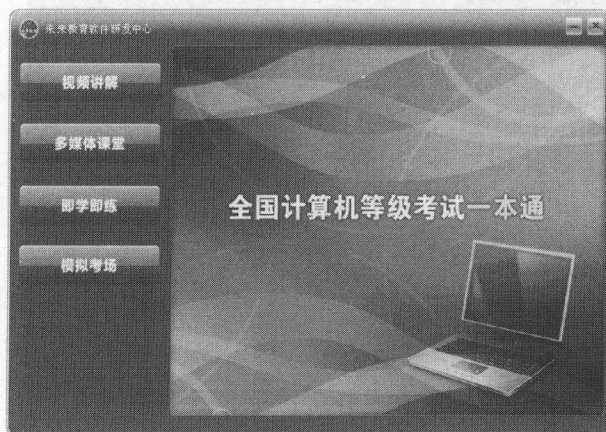 未来教育软件研发中心
视频讲解
多媒体课堂
即学即练
模拟考场
全国计算机等级考试一本通